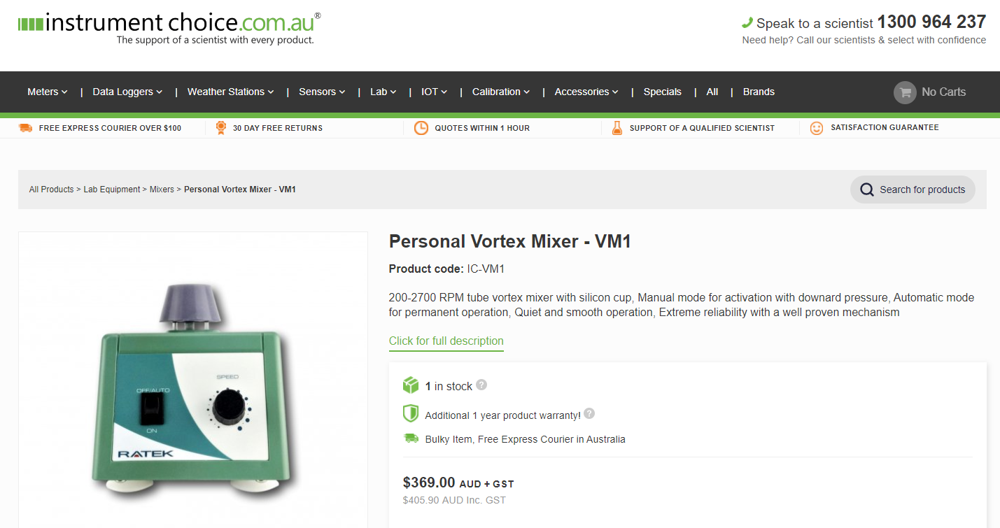 instrument choice.com.au®
The support of a scientist with every product.
Speak to a scientist 1300 964 237
Need help? Call our scientists & select with confidence
Meters | Data Loggers | Weather Stations | Sensors | Lab | IOT | Calibration | Accessories | Specials | All | Brands
No Carts
FREE EXPRESS COURIER OVER $100
30 DAY FREE RETURNS
QUOTES WITHIN 1 HOUR
SUPPORT OF A QUALIFIED SCIENTIST
SATISFACTION GUARANTEE
All Products > Lab Equipment > Mixers > Personal Vortex Mixer - VM1
Search for products
SPEED
OFF/AUTO
ON
RATEK
Personal Vortex Mixer - VM1
Product code: IC-VM1
200-2700 RPM tube vortex mixer with silicon cup, Manual mode for activation with downard pressure, Automatic mode
for permanent operation, Quiet and smooth operation, Extreme reliability with a well proven mechanism
Click for full description
1 in stock ?
Additional 1 year product warranty! ?
Bulky Item, Free Express Courier in Australia
$369.00 AUD + GST
$405.90 AUD Inc. GST